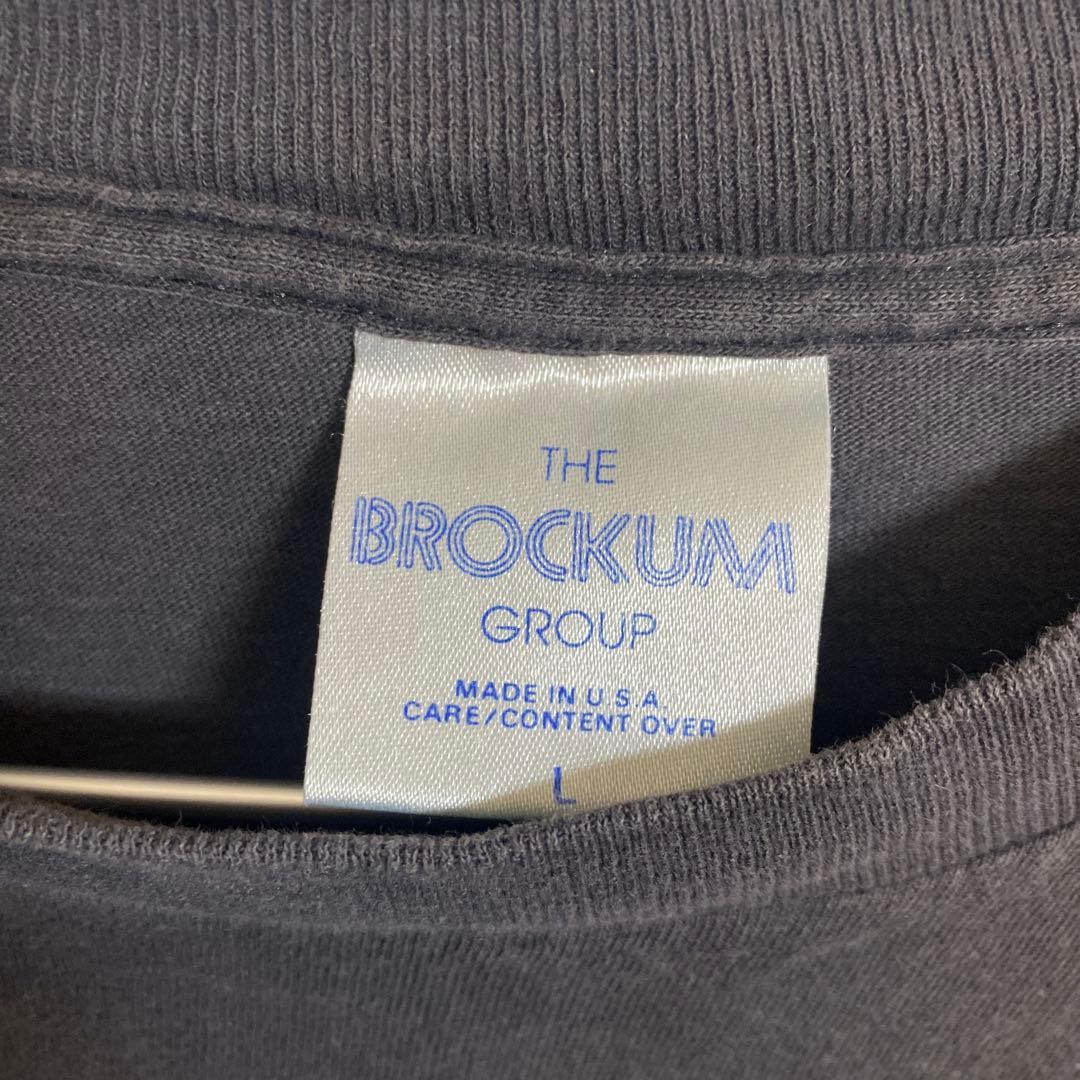 THE
BROCKUM
GROUP
MADE IN U.S.A.
CARE/CONTENT OVER
L